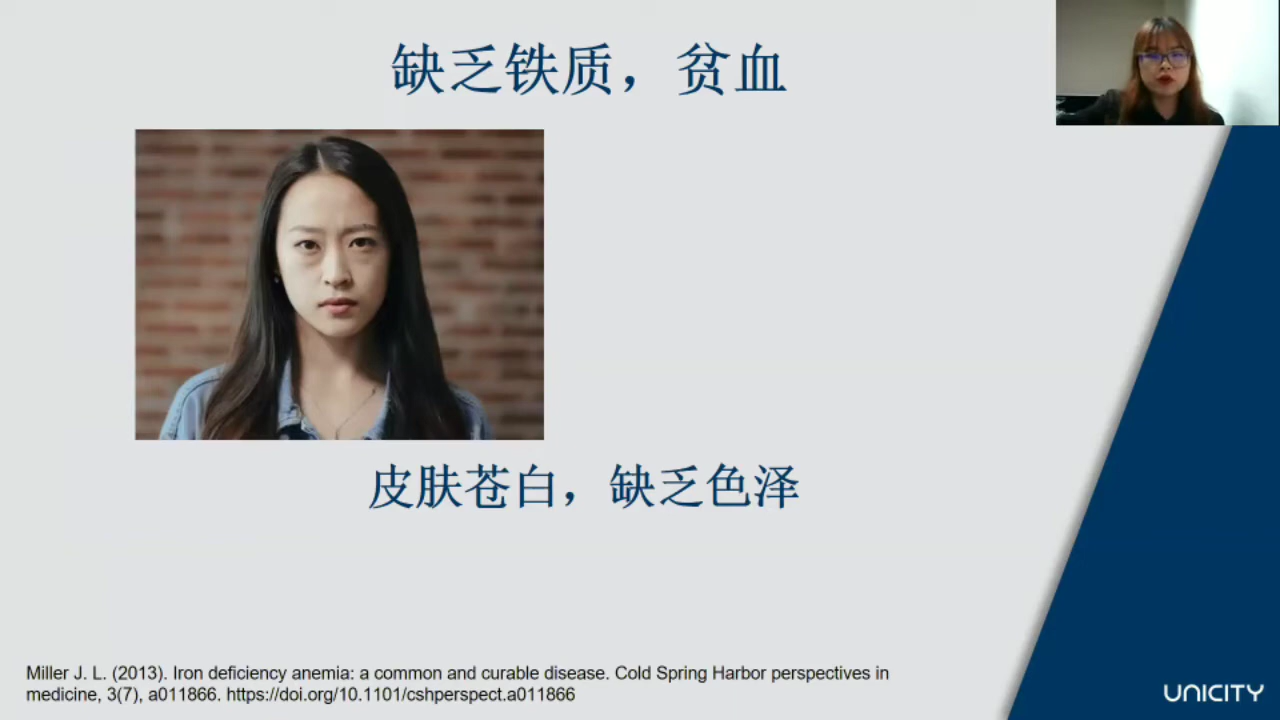 缺乏铁质，贫血
皮肤苍白，缺乏色泽
Miller J. L. (2013). Iron deficiency anemia: a common and curable disease. Cold Spring Harbor perspectives in
medicine, 3(7), a011866. https://doi.org/10.1101/cshperspect.a011866
UNICITY